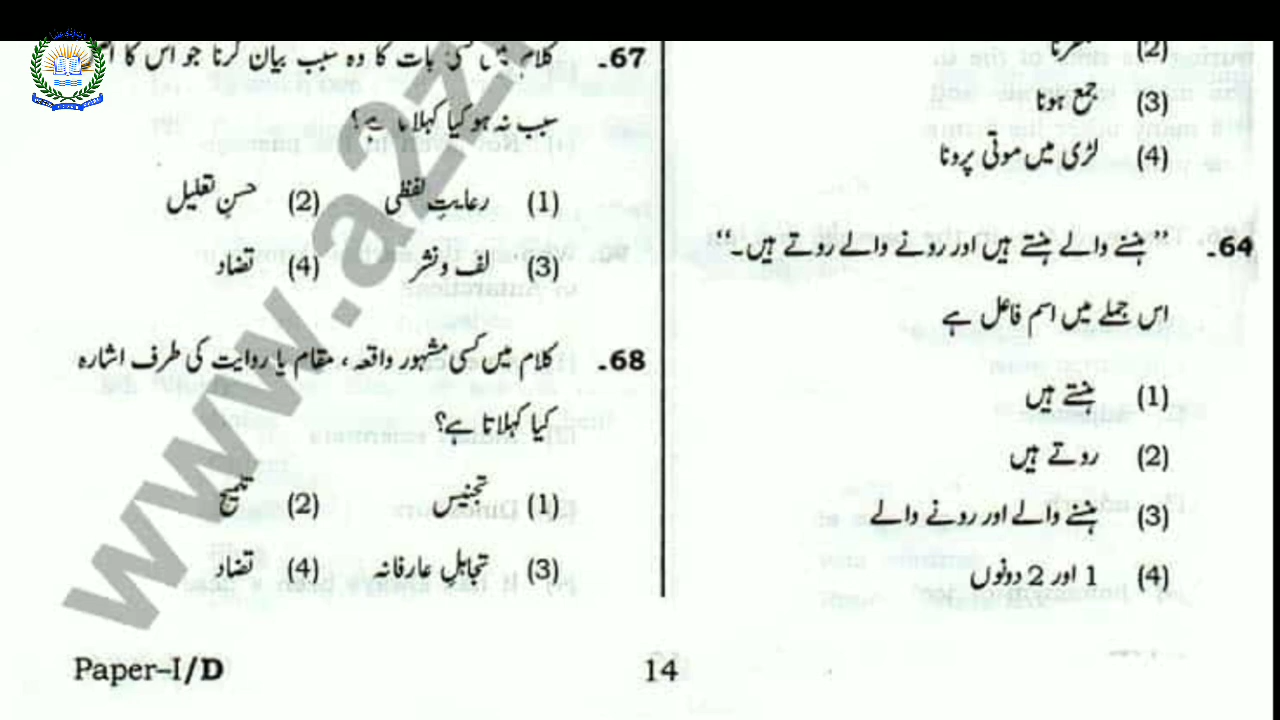 (2)
(3) جمع ہونا
(4) لڑی میں موتی پرونا
64۔ ”ہنسنے والے ہنستے ہیں اور رونے والے روتے ہیں۔“
اس جملے میں اسم فاعل ہے
(1) ہنستے ہیں
(2) روتے ہیں
(3) ہنسنے والے اور رونے والے
(4) 1 اور 2 دونوں
67۔ کلام میں کسی بات کا وہ سبب بیان کرنا جو اس کا
سبب نہ ہو کیا کہلاتا ہے؟
(1) رعایتِ لفظی (2) حسنِ تعلیل
(3) لف و نشر (4) تضاد
68۔ کلام میں کسی مشہور واقعہ، مقام یا روایت کی طرف اشارہ
کیا کہلاتا ہے؟
(1) تجنیس (2) تلمیح
(3) تجاہلِ عارفانہ (4) تضاد
Paper–I/D 14
www.a2z